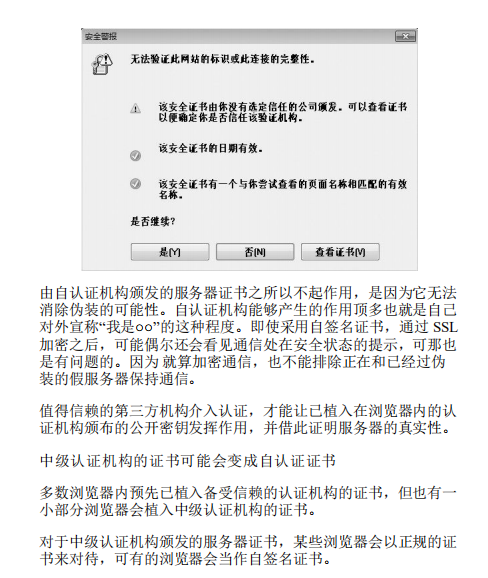 安全警报
无法验证此网站的标识或此连接的完整性。
该安全证书由你没有选定信任的公司颁发。可以查看证书
以便确定你是否信任该验证机构。
该安全证书的日期有效。
该安全证书有一个与你尝试查看的页面名称相匹配的有效
名称。
是否继续?
是(Y) 否(N) 查看证书(V)
由自认证机构颁发的服务器证书之所以不起作用，是因为它无法
消除伪装的可能性。自认证机构能够产生的作用顶多也就是自己
对外宣称“我是○○”的这种程度。即使采用自签名证书，通过 SSL
加密之后，可能偶尔还会看见通信处在安全状态的提示，可那也
是有问题的。因为 就算加密通信，也不能排除正在和已经过伪
装的假服务器保持通信。
值得信赖的第三方机构介入认证，才能让已植入在浏览器内的认
证机构颁布的公开密钥发挥作用，并借此证明服务器的真实性。
中级认证机构的证书可能会变成自认证证书
多数浏览器内预先已植入备受信赖的认证机构的证书，但也有一
小部分浏览器会植入中级认证机构的证书。
对于中级认证机构颁发的服务器证书，某些浏览器会以正规的证
书来对待，可有的浏览器会当作自签名证书。